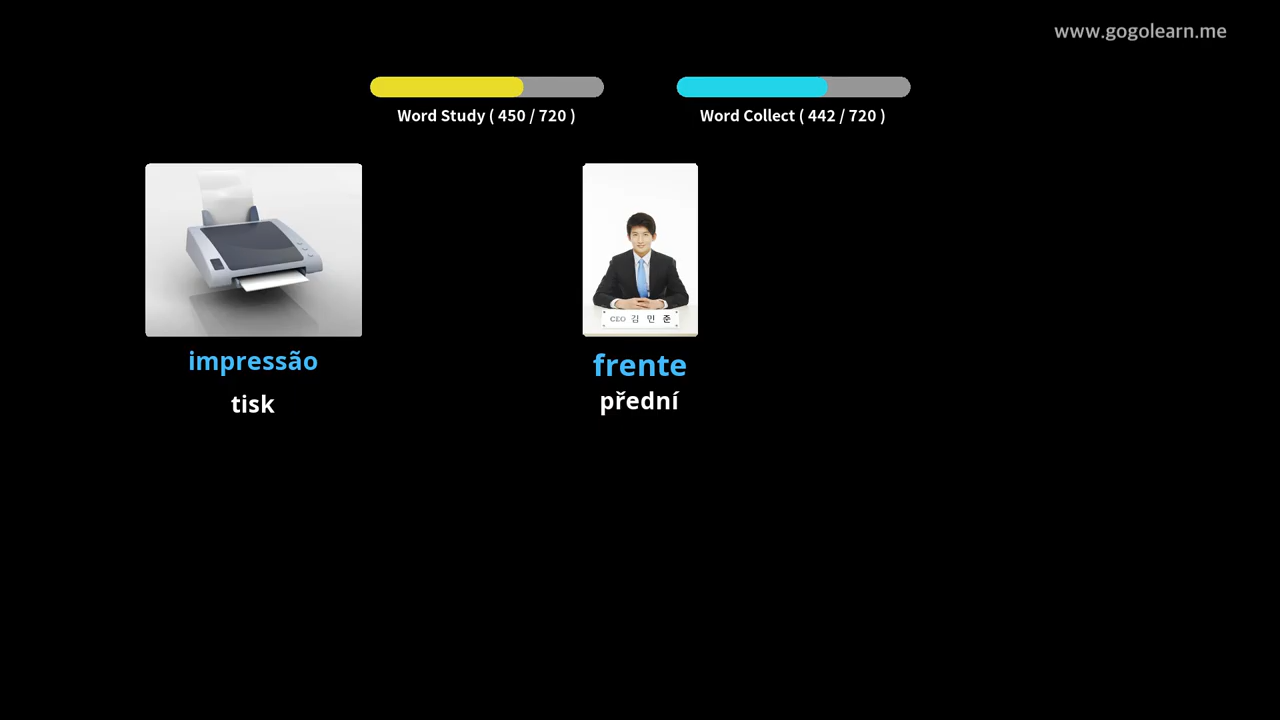 www.gogolearn.me
Word Study ( 450 / 720 )
Word Collect ( 442 / 720 )
CEO 김 민 준
impressão
tisk
frente
přední